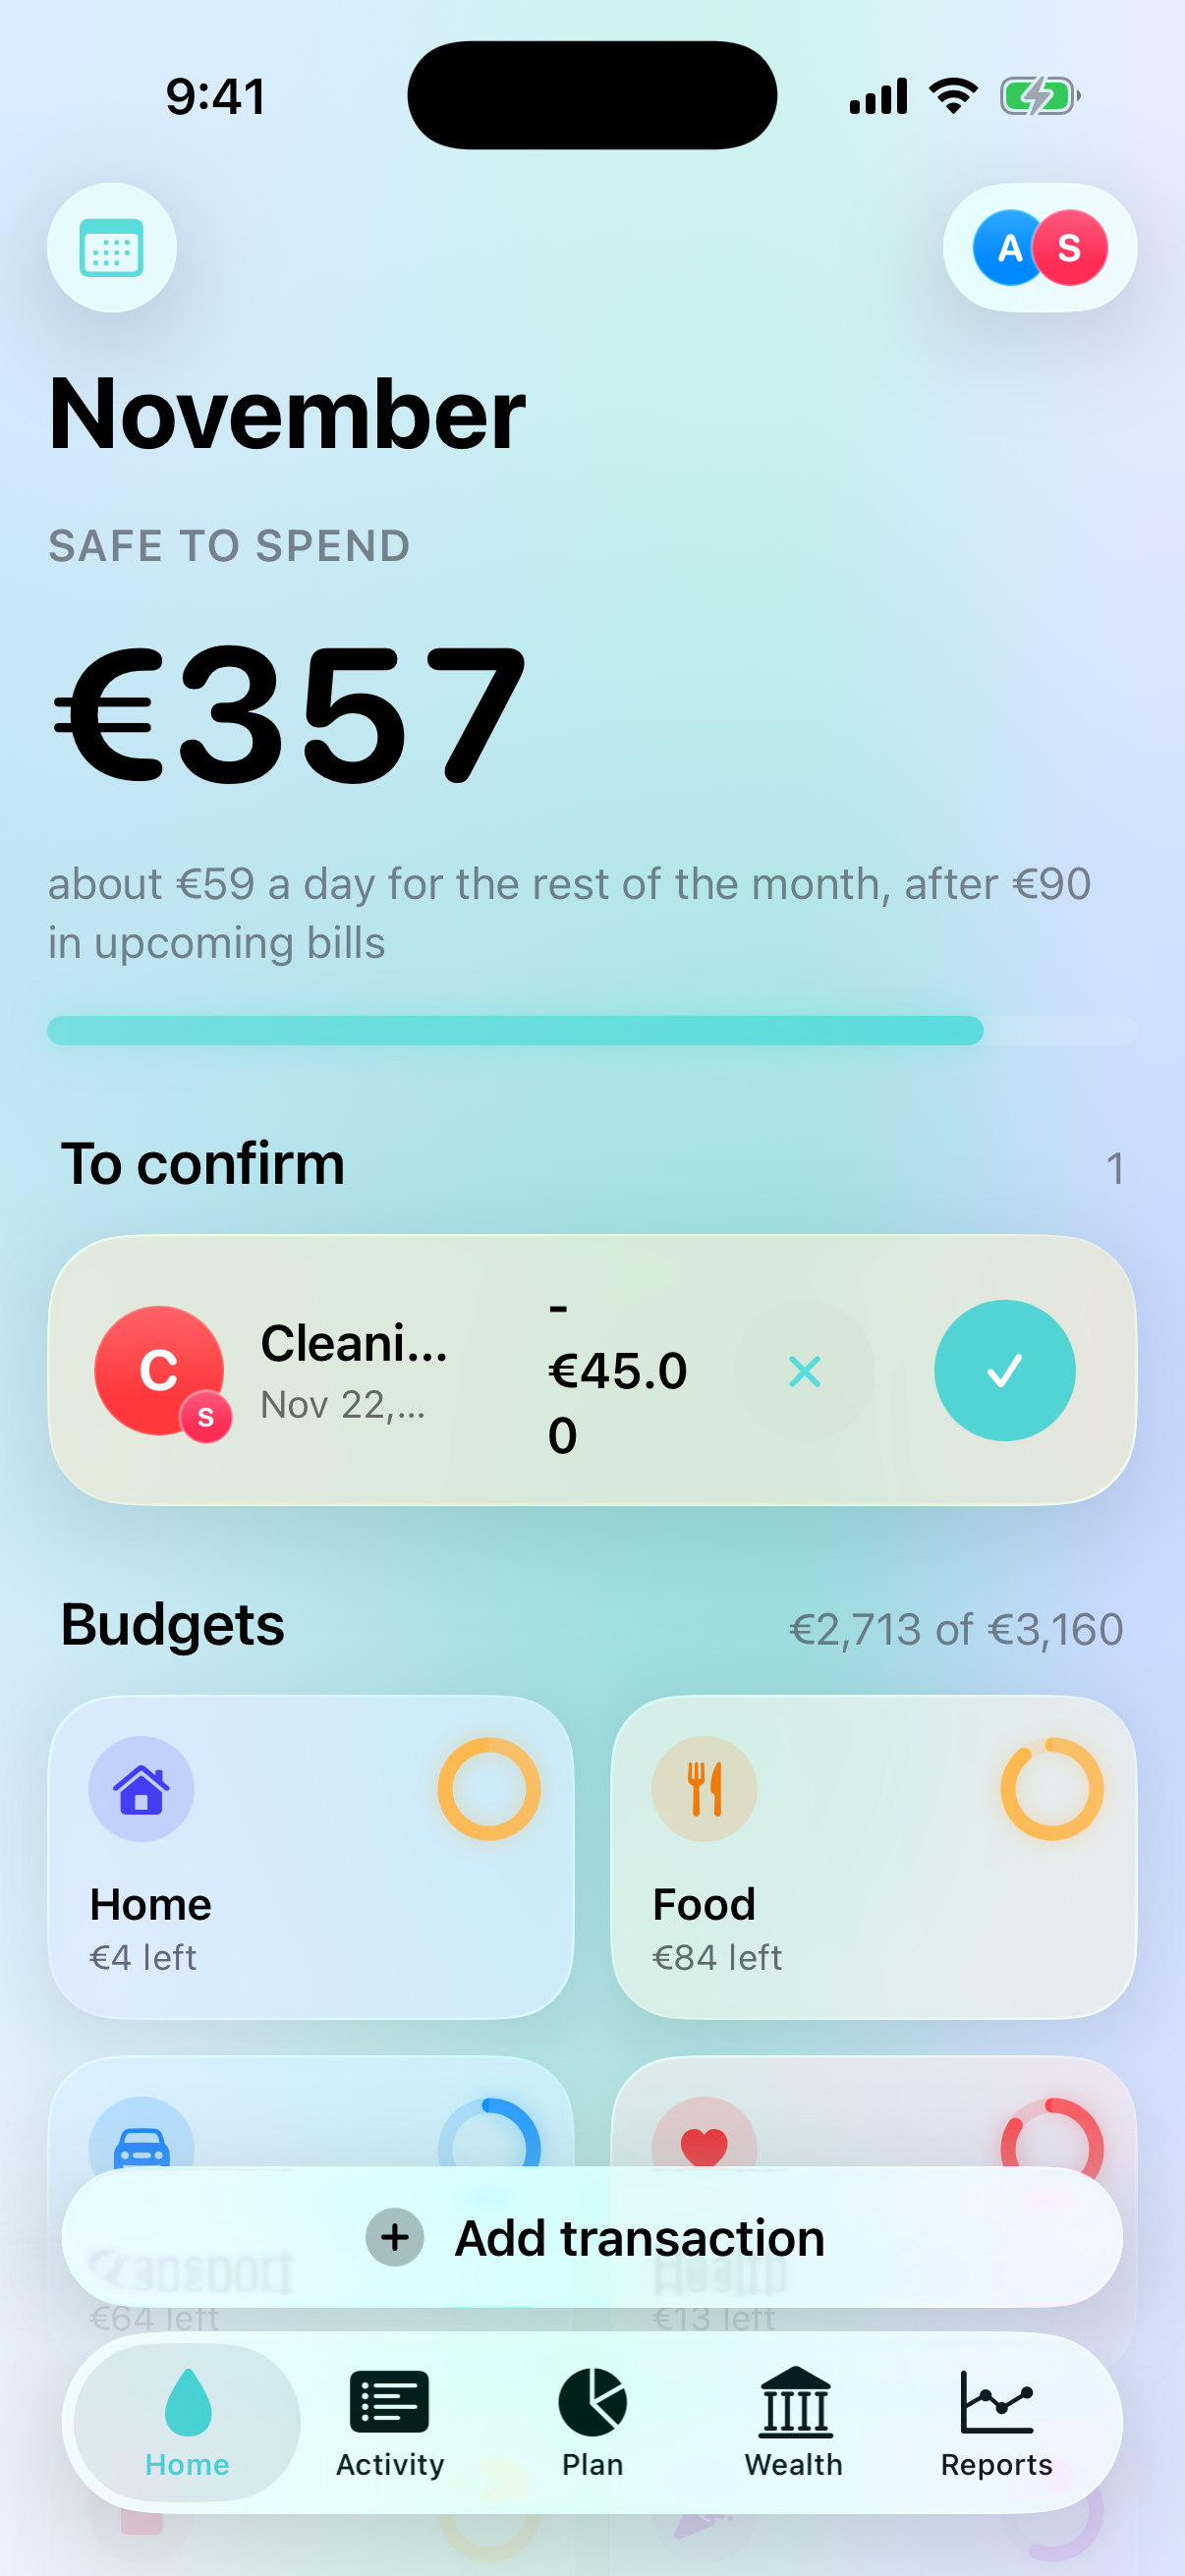 9:41
A S
November
SAFE TO SPEND
€357
about €59 a day for the rest of the month, after €90
in upcoming bills
To confirm 1
C
S
Cleani...
Nov 22,...
-
€45.0
0
Budgets €2,713 of €3,160
Home
€4 left
Food
€84 left
Add transaction
Transport
Health
€64 left
€13 left
Home Activity Plan Wealth Reports